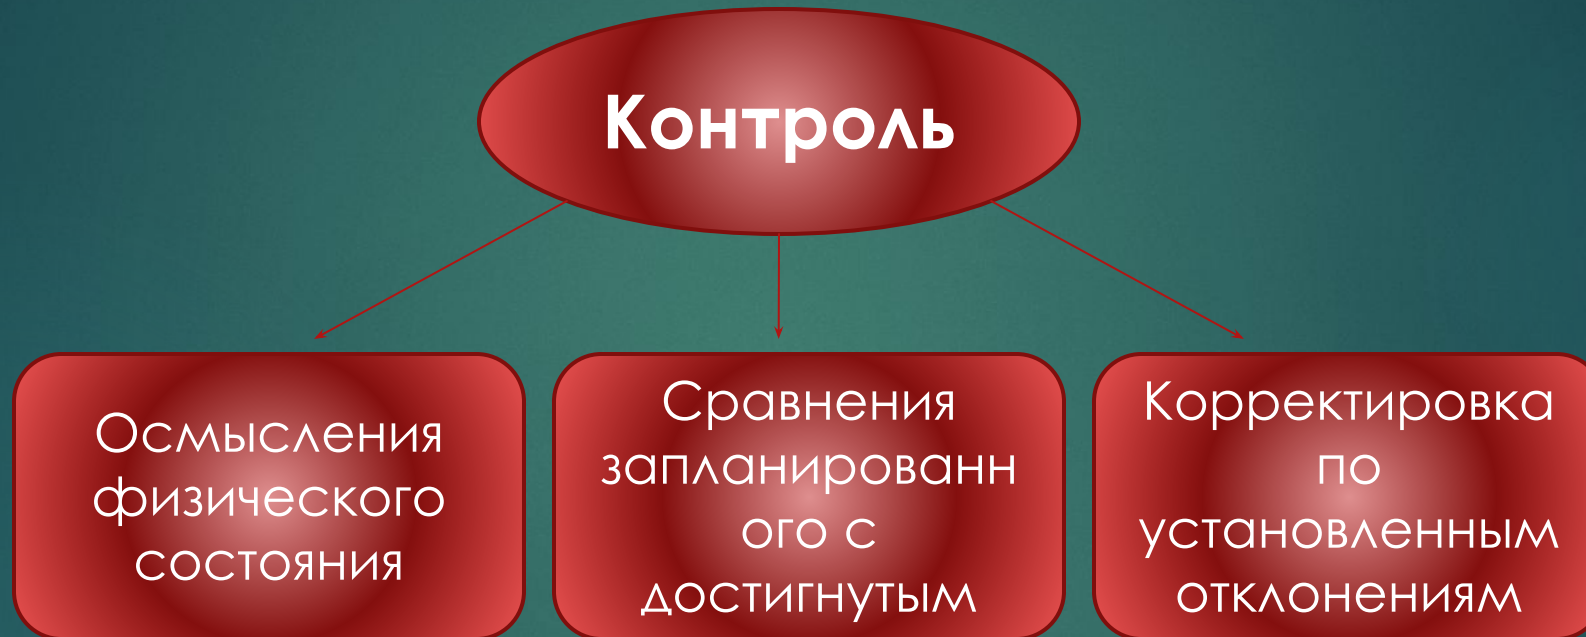 Контроль
Осмысления
физического
состояния
Сравнения
запланированн
ого с
достигнутым
Корректировка
по
установленным
отклонениям